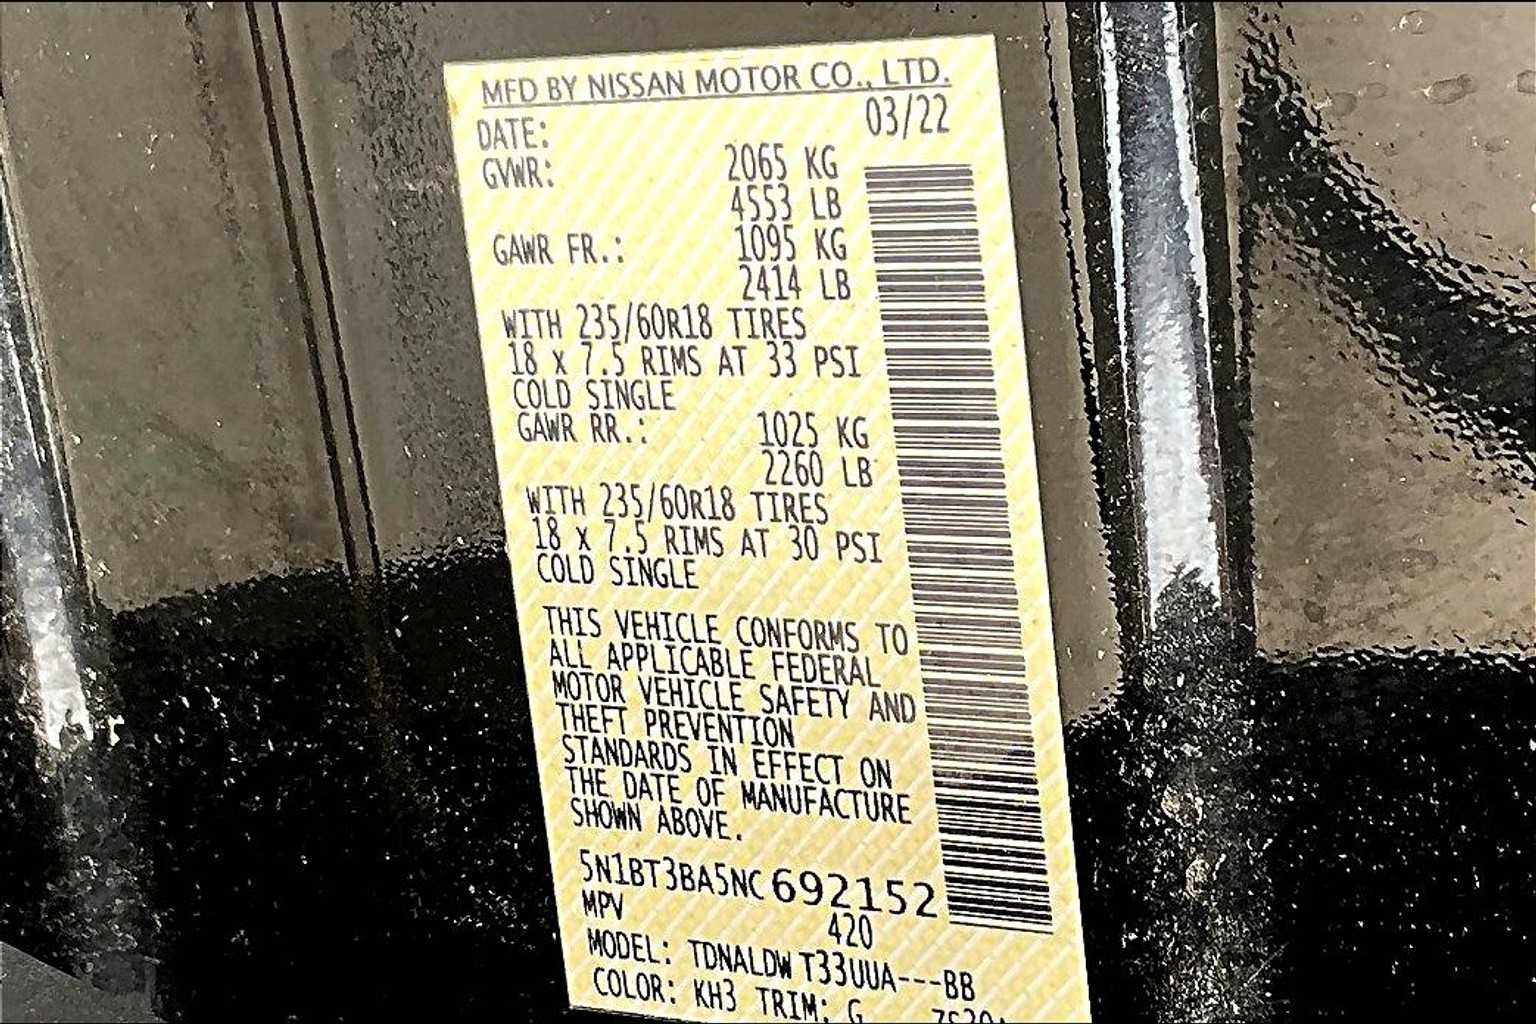 MFD BY NISSAN MOTOR CO., LTD.
DATE: 03/22
GVWR: 2065 KG
4553 LB
GAWR FR.: 1095 KG
2414 LB
WITH 235/60R18 TIRES
18 x 7.5 RIMS AT 33 PSI
COLD SINGLE
GAWR RR.: 1025 KG
2260 LB
WITH 235/60R18 TIRES
18 x 7.5 RIMS AT 30 PSI
COLD SINGLE
THIS VEHICLE CONFORMS TO
ALL APPLICABLE FEDERAL
MOTOR VEHICLE SAFETY AND
THEFT PREVENTION
STANDARDS IN EFFECT ON
THE DATE OF MANUFACTURE
SHOWN ABOVE.
5N1BT3BA5NC692152
MPV 420
MODEL: TDNALDW T33UUA---BB
COLOR: KH3 TRIM: G